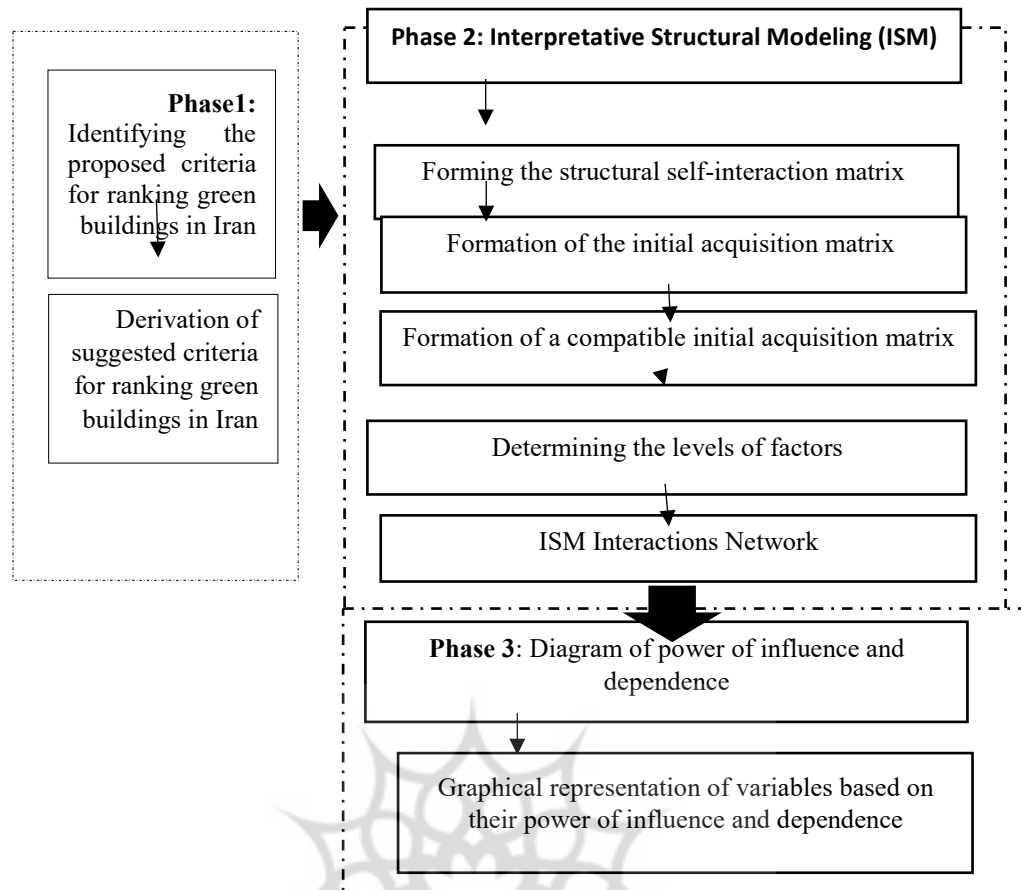 Phase1:
Identifying the
proposed criteria
for ranking green
buildings in Iran
Derivation of
suggested criteria
for ranking green
buildings in Iran
Phase 2: Interpretative Structural Modeling (ISM)
Forming the structural self-interaction matrix
Formation of the initial acquisition matrix
Formation of a compatible initial acquisition matrix
Determining the levels of factors
ISM Interactions Network
Phase 3: Diagram of power of influence and
dependence
Graphical representation of variables based on
their power of influence and dependence